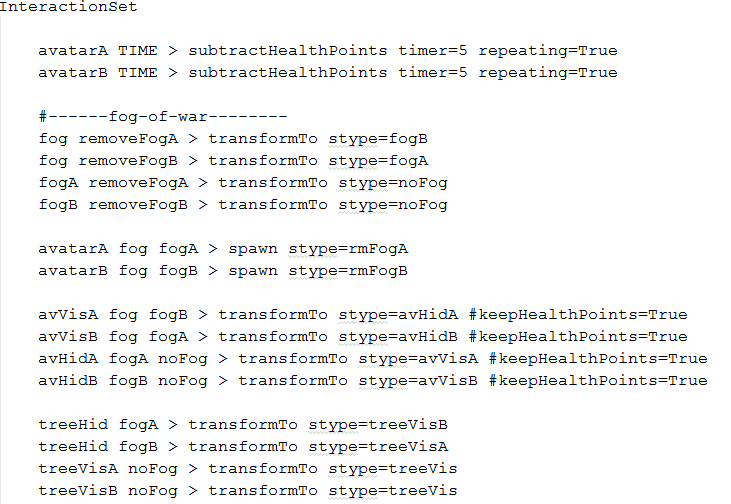 InteractionSet
avatarA TIME > subtractHealthPoints timer=5 repeating=True
avatarB TIME > subtractHealthPoints timer=5 repeating=True
#------fog-of-war--------
fog removeFogA > transformTo stype=fogB
fog removeFogB > transformTo stype=fogA
fogA removeFogA > transformTo stype=noFog
fogB removeFogB > transformTo stype=noFog
avatarA fog fogA > spawn stype=rmFogA
avatarB fog fogB > spawn stype=rmFogB
avVisA fog fogB > transformTo stype=avHidA #keepHealthPoints=True
avVisB fog fogA > transformTo stype=avHidB #keepHealthPoints=True
avHidA fogA noFog > transformTo stype=avVisA #keepHealthPoints=True
avHidB fogB noFog > transformTo stype=avVisB #keepHealthPoints=True
treeHid fogA > transformTo stype=treeVisB
treeHid fogB > transformTo stype=treeVisA
treeVisA noFog > transformTo stype=treeVis
treeVisB noFog > transformTo stype=treeVis